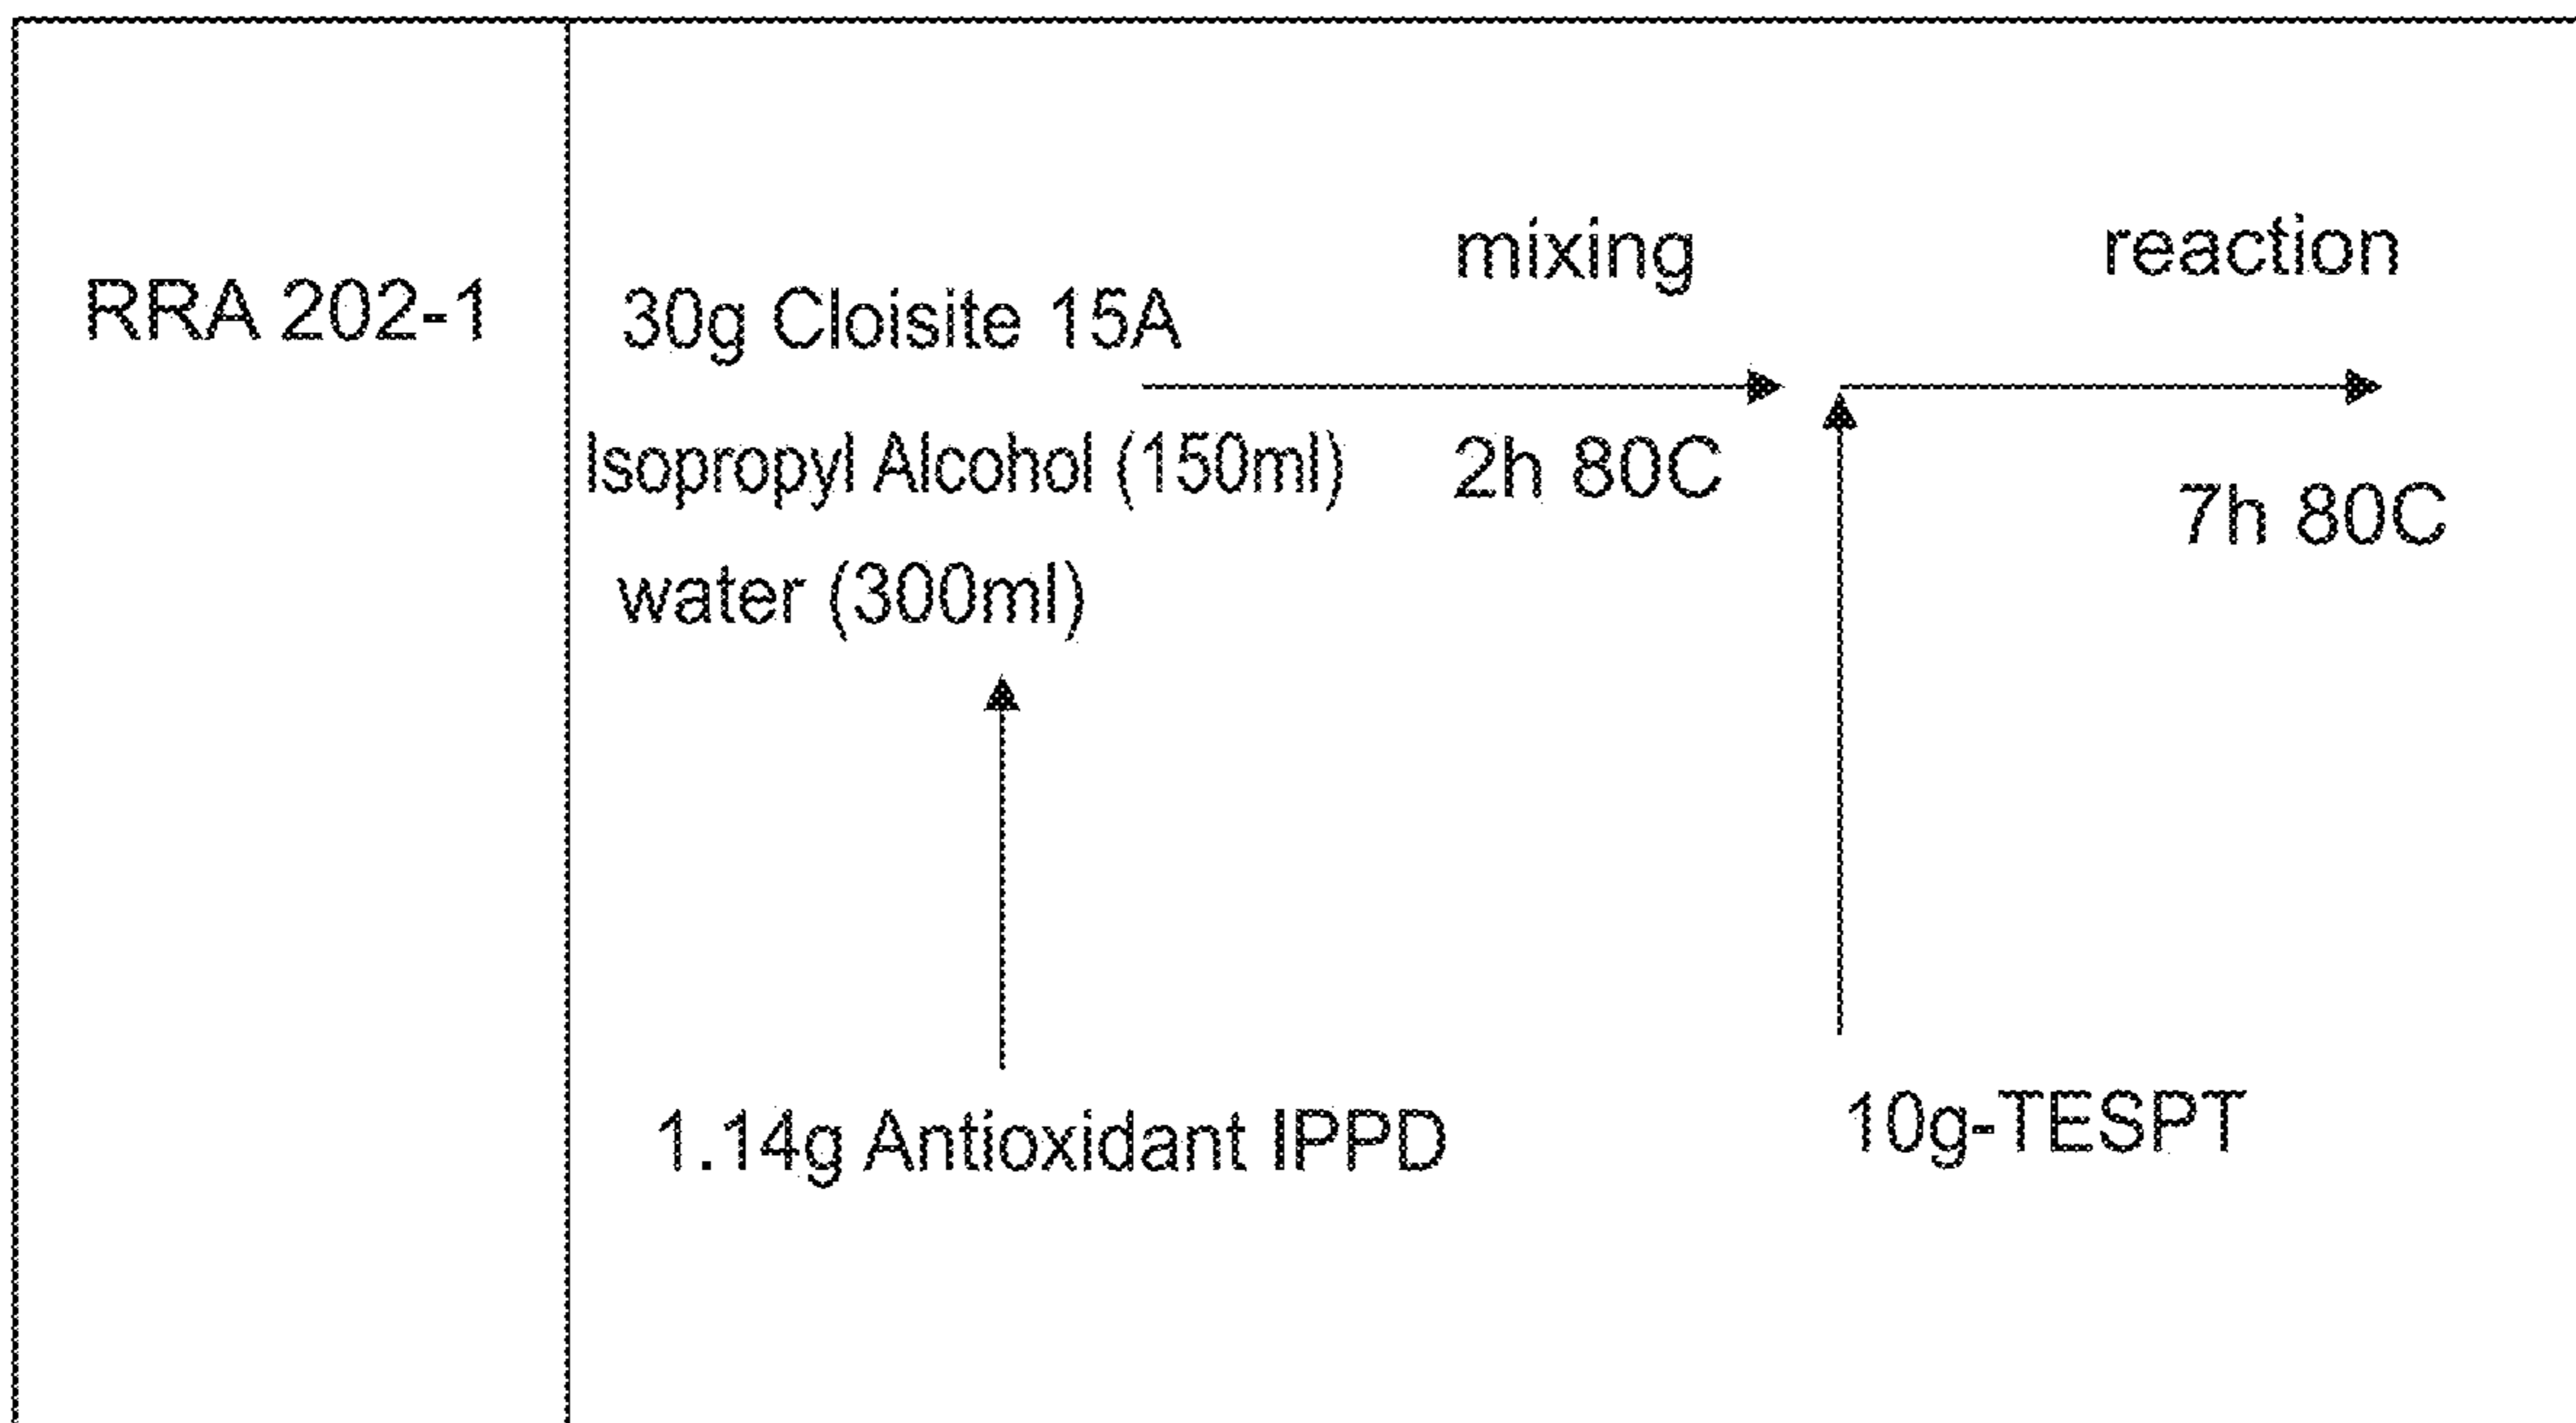 RRA 202-1
30g Cloisite 15A
Isopropyl Alcohol (150ml)
water (300ml)
mixing
2h 80C
reaction
7h 80C
1.14g Antioxidant IPPD
10g-TESPT